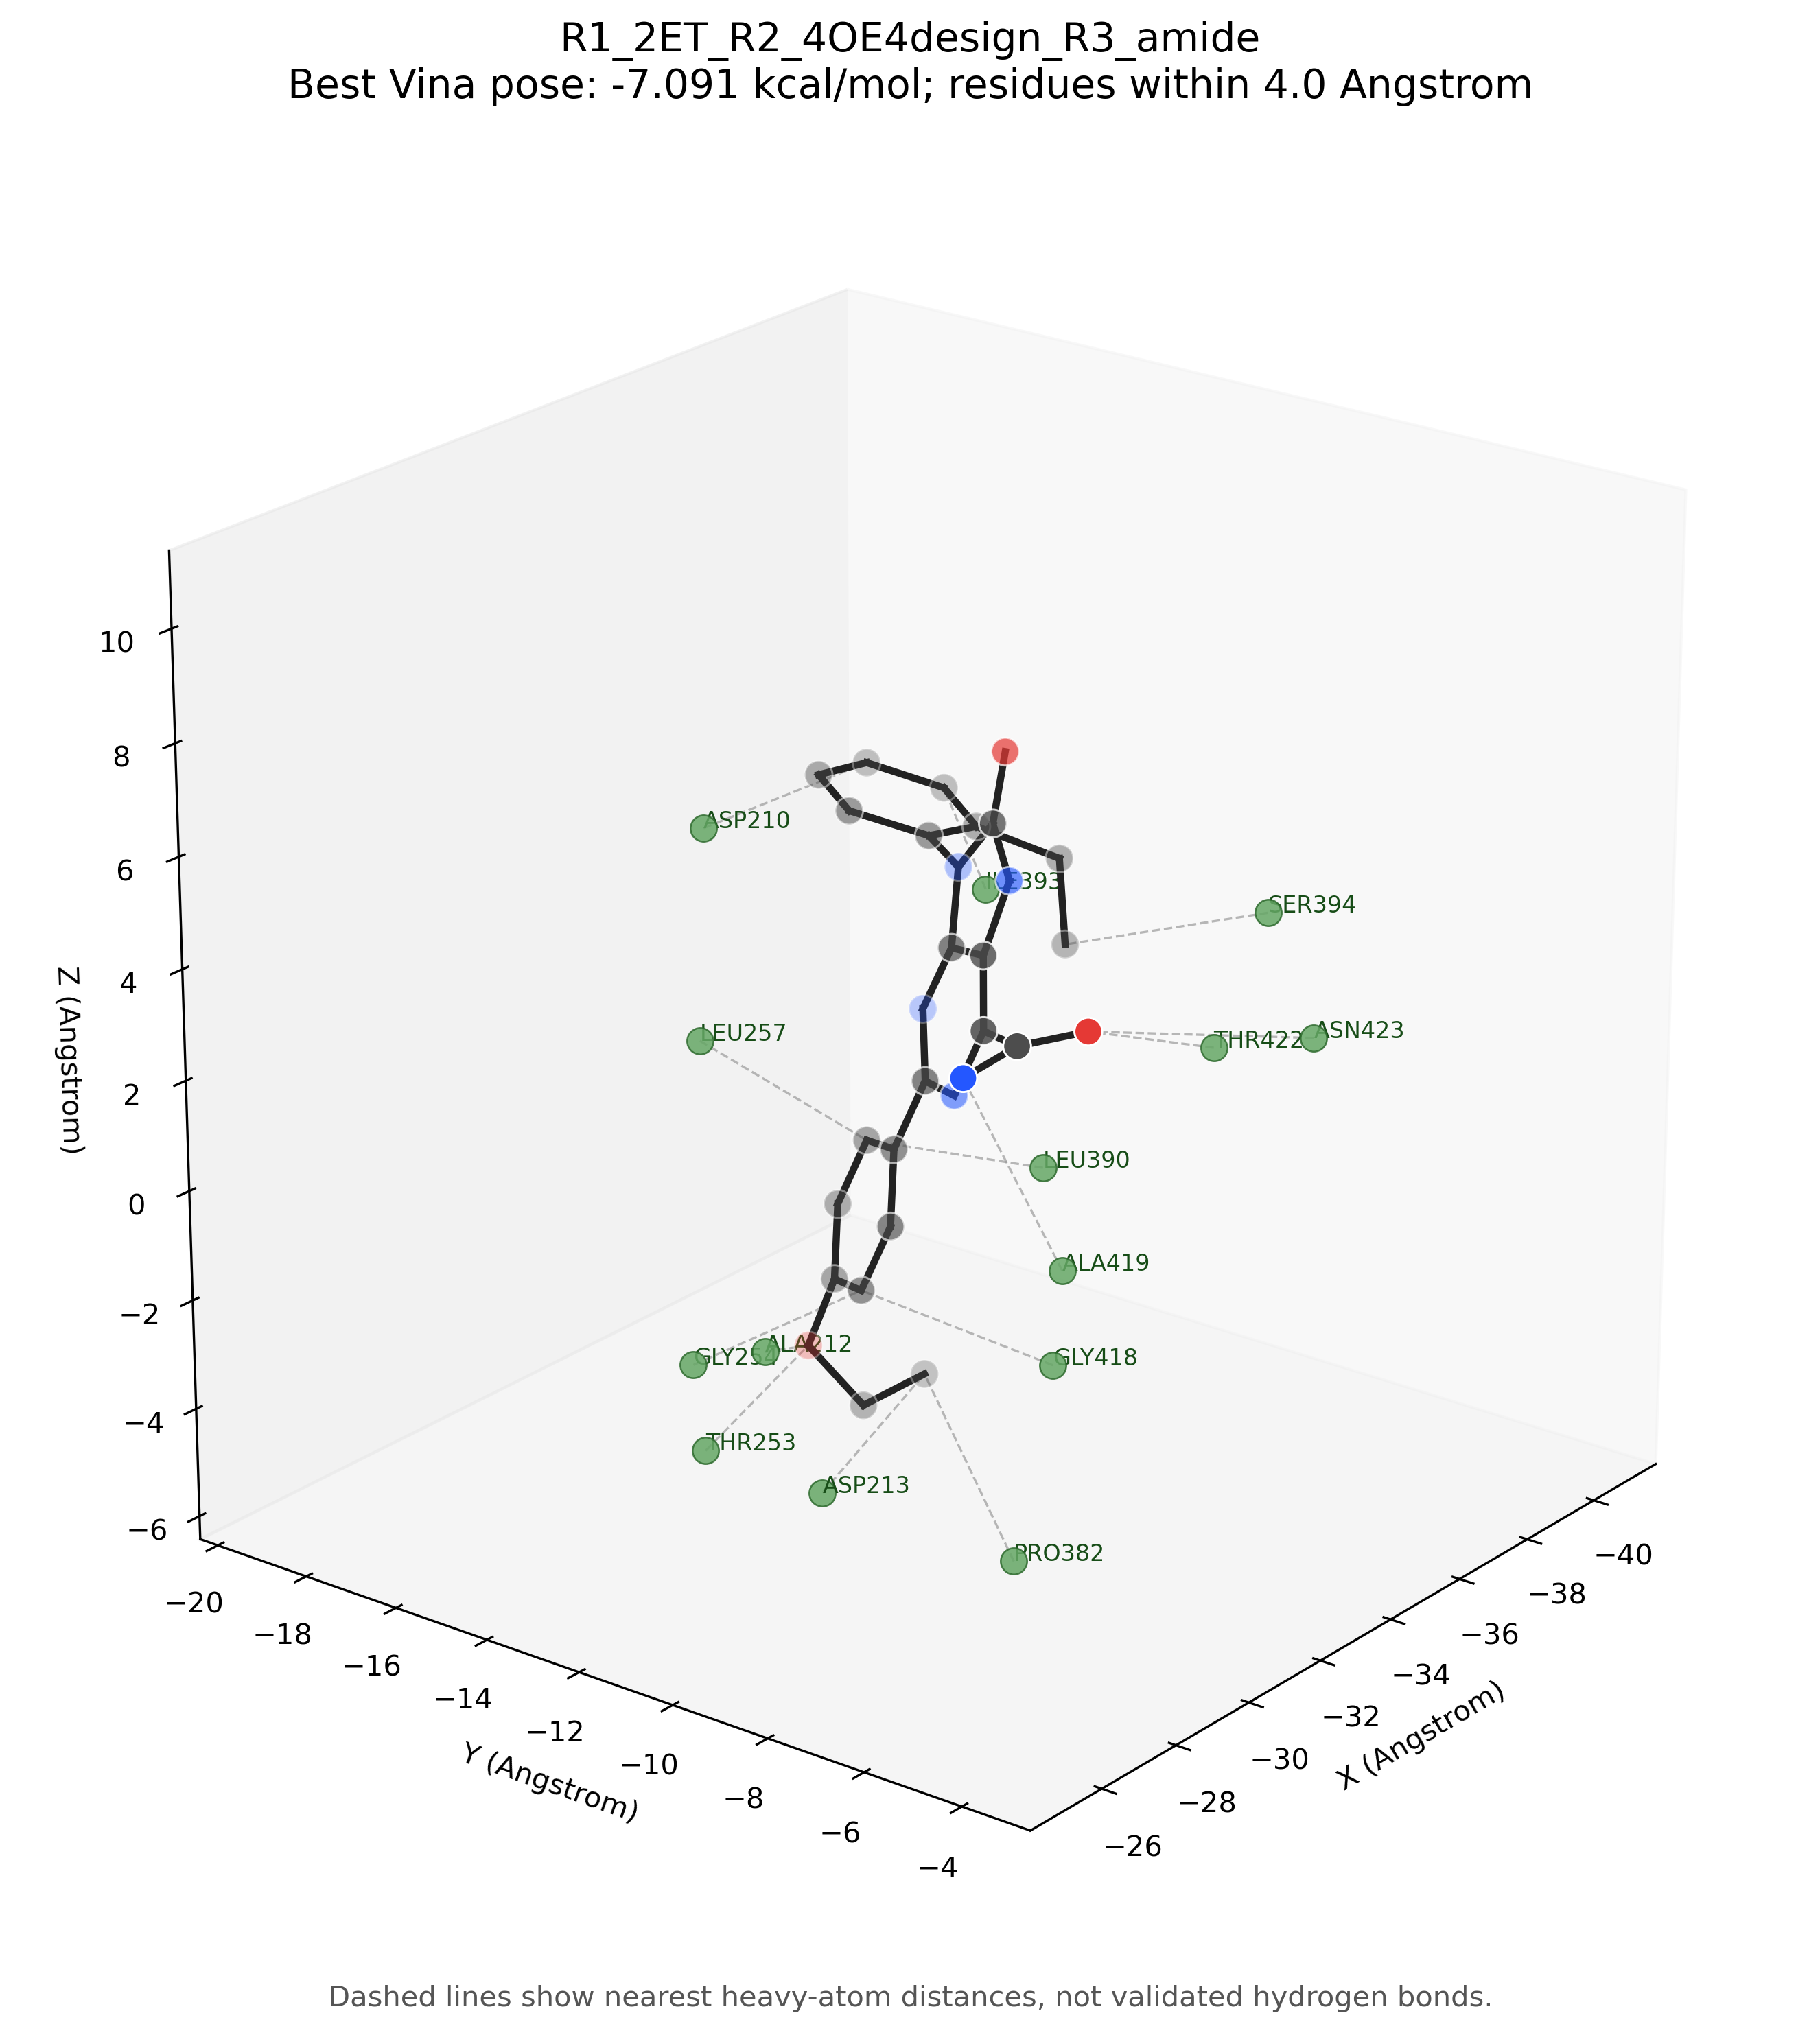 R1_2ET_R2_4OE4design_R3_amide
Best Vina pose: -7.091 kcal/mol; residues within 4.0 Angstrom
10
8
6
4
2
0
−2
−4
−6
Z (Angstrom)
ASP210
ILE393
SER394
LEU257
THR422
ASN423
LEU390
ALA419
ALA212
GLY254
GLY418
THR253
ASP213
PRO382
−20
−18
−16
−14
−12
−10
−8
−6
−4
Y (Angstrom)
−40
−38
−36
−34
−32
−30
−28
−26
X (Angstrom)
Dashed lines show nearest heavy-atom distances, not validated hydrogen bonds.